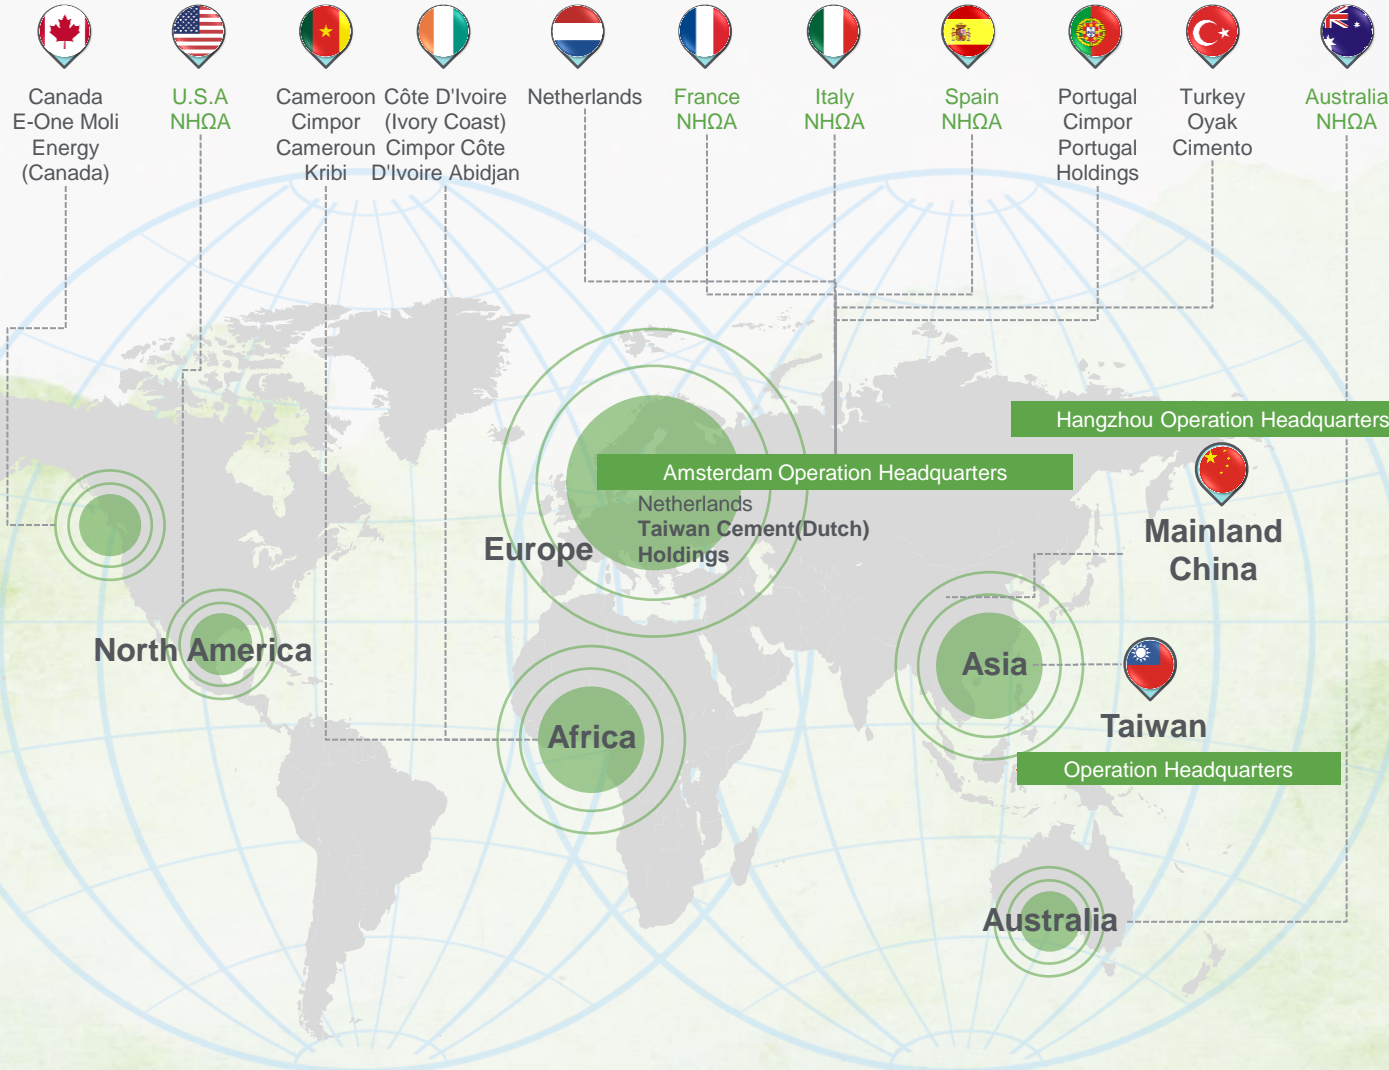 Canada
E-One Moli
Energy
(Canada)
U.S.A
NHΩA
Cameroon
Cimpor
Cameroun
Kribi
Côte D'Ivoire
(Ivory Coast)
Cimpor Côte
D'Ivoire Abidjan
Netherlands
France
NHΩA
Italy
NHΩA
Spain
NHΩA
Portugal
Cimpor
Portugal
Holdings
Turkey
Oyak
Cimento
Australia
NHΩA
Hangzhou Operation Headquarters
Amsterdam Operation Headquarters
Netherlands
Taiwan Cement(Dutch)
Holdings
Europe
Mainland
China
North America
Asia
Africa
Taiwan
Operation Headquarters
Australia